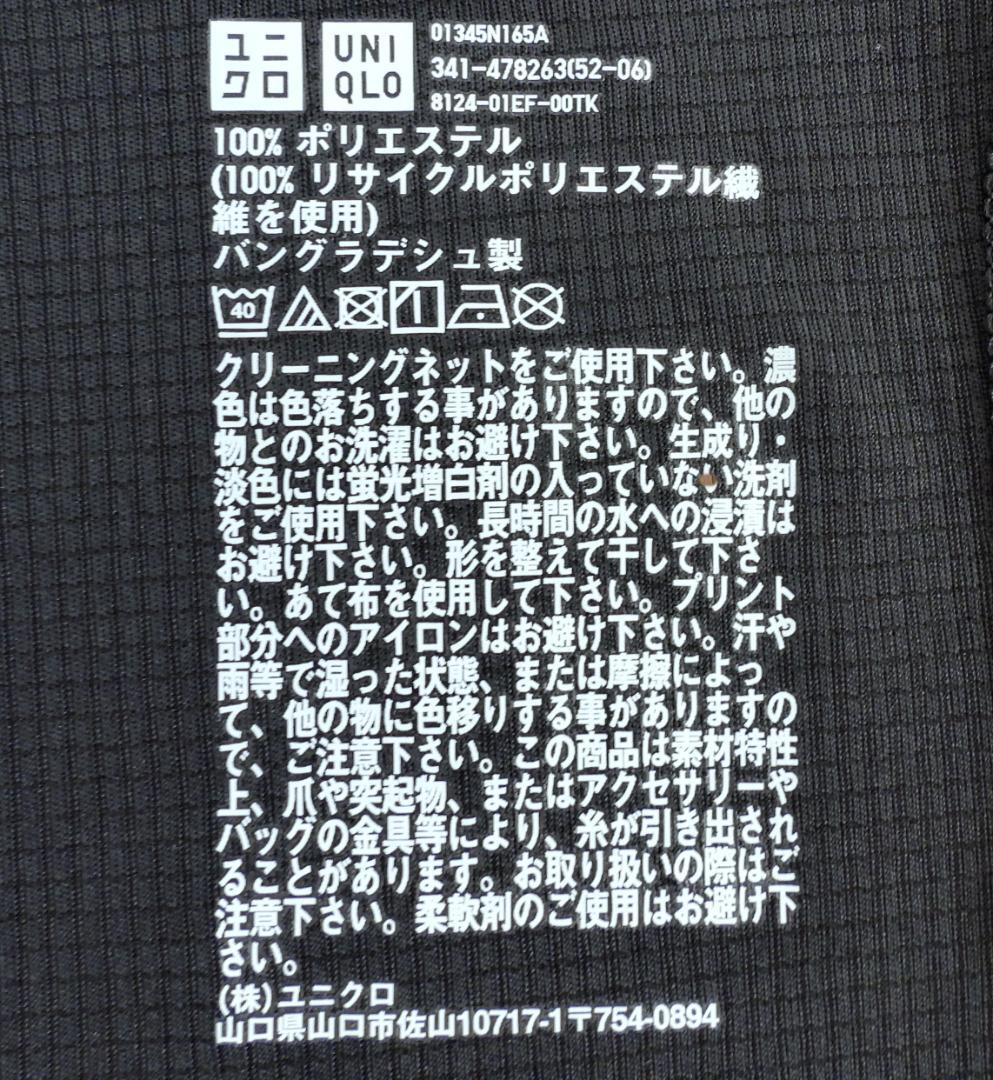 ユニクロ
UNIQLO
01345N165A
341-478263(52-06)
8124-01EF-00TK
100% ポリエステル
(100% リサイクルポリエステル繊
維を使用)
バングラデシュ製
40
クリーニングネットをご使用下さい。濃
色は色落ちする事がありますので、他の
物とのお洗濯はお避け下さい。生成り・
淡色には蛍光増白剤の入っていない洗剤
をご使用下さい。長時間の水への浸漬は
お避け下さい。形を整えて干して下さ
い。あて布を使用して下さい。プリント
部分へのアイロンはお避け下さい。汗や
雨等で湿った状態、または摩擦によっ
て、他の物に色移りする事がありますの
で、ご注意下さい。この商品は素材特性
上、爪や突起物、またはアクセサリーや
バッグの金具等により、糸が引き出され
ることがあります。お取り扱いの際はご
注意下さい。柔軟剤のご使用はお避け下
さい。
(株)ユニクロ
山口県山口市佐山10717-1〒754-0894